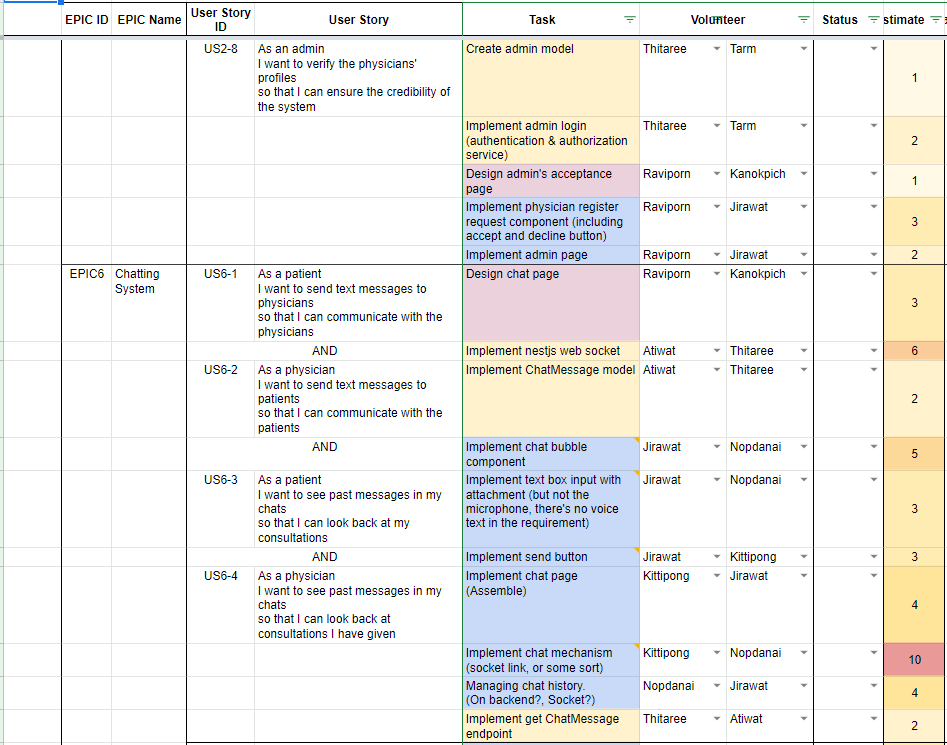 EPIC ID EPIC Name User Story ID User Story Task Volunteer Status stimate
US2-8 As an admin Create admin model Thitaree Tarm 1
I want to verify the physicians'
profiles
so that I can ensure the credibility of
the system
Implement admin login Thitaree Tarm 2
(authentication & authorization
service)
Design admin's acceptance Raviporn Kanokpich 1
page
Implement physician register Raviporn Jirawat 3
request component (including
accept and decline button)
Implement admin page Raviporn Jirawat 2
EPIC6 Chatting System US6-1 As a patient Design chat page Raviporn Kanokpich 3
I want to send text messages to
physicians
so that I can communicate with the
physicians
AND Implement nestjs web socket Atiwat Thitaree 6
US6-2 As a physician Implement ChatMessage model Atiwat Thitaree 2
I want to send text messages to
patients
so that I can communicate with the
patients
AND Implement chat bubble Jirawat Nopdanai 5
component
US6-3 As a patient Implement text box input with Jirawat Nopdanai 3
I want to see past messages in my attachment (but not the
chats microphone, there's no voice
so that I can look back at my text in the requirement)
consultations
AND Implement send button Jirawat Kittipong 3
US6-4 As a physician Implement chat page Kittipong Jirawat 4
I want to see past messages in my (Assemble)
chats
so that I can look back at
consultations I have given
Implement chat mechanism Kittipong Nopdanai 10
(socket link, or some sort)
Managing chat history. Nopdanai Jirawat 4
(On backend?, Socket?)
Implement get ChatMessage Thitaree Atiwat 2
endpoint